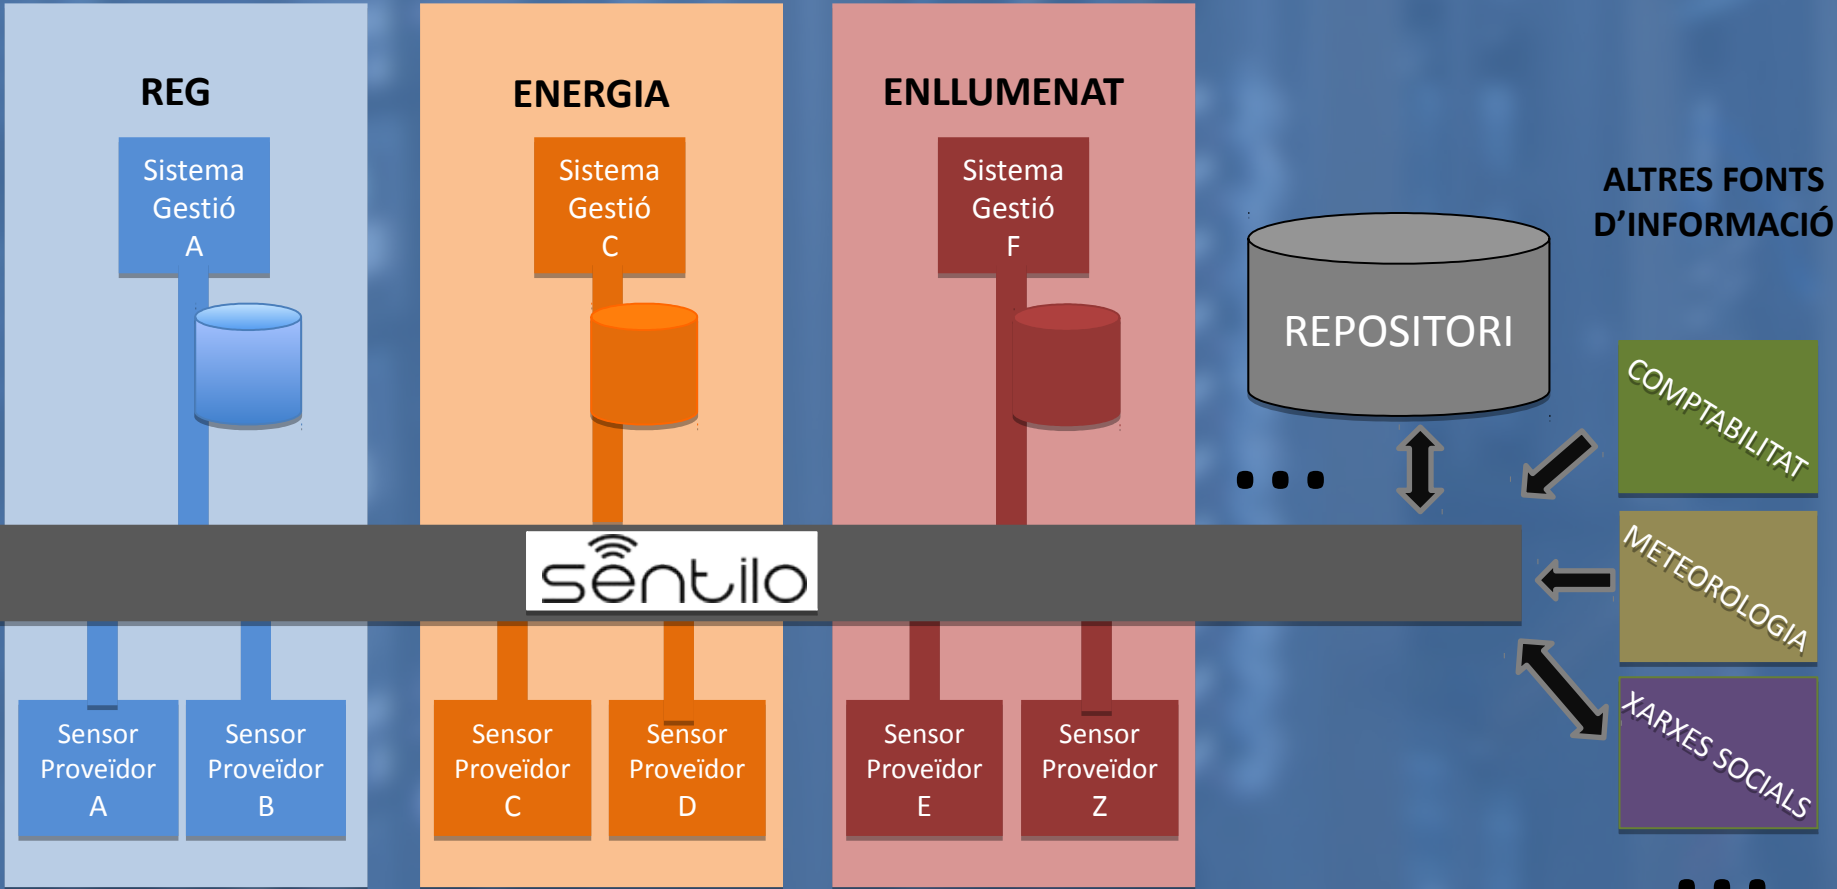 REG
Sistema
Gestió
A
ENERGIA
Sistema
Gestió
C
ENLLUMENAT
Sistema
Gestió
F
ALTRES FONTS
D’INFORMACIÓ
REPOSITORI
COMPTABILITAT
...
sentilo
METEOROLOGIA
XARXES SOCIALS
Sensor
Proveïdor
A
Sensor
Proveïdor
B
Sensor
Proveïdor
C
Sensor
Proveïdor
D
Sensor
Proveïdor
E
Sensor
Proveïdor
Z
...